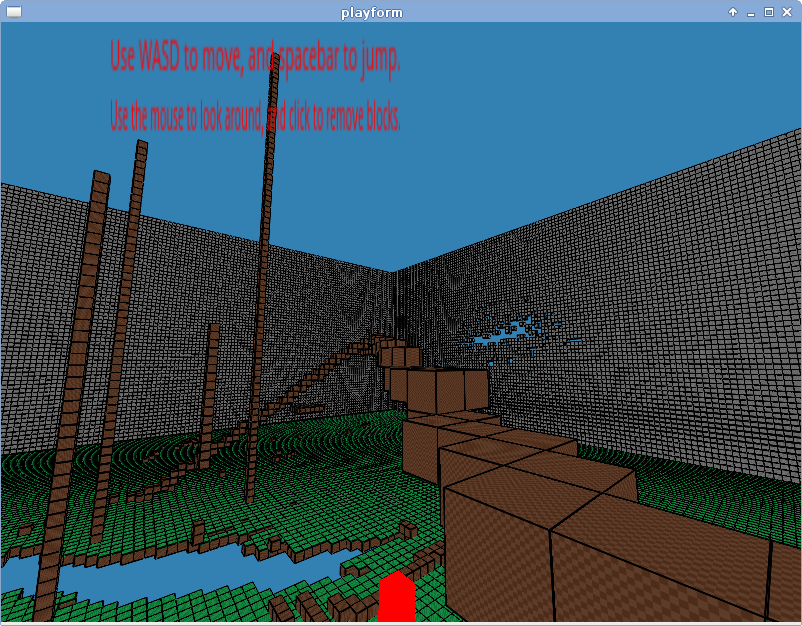 playform
Use WASD to move, and spacebar to jump.
Use the mouse to look around, and click to remove blocks.